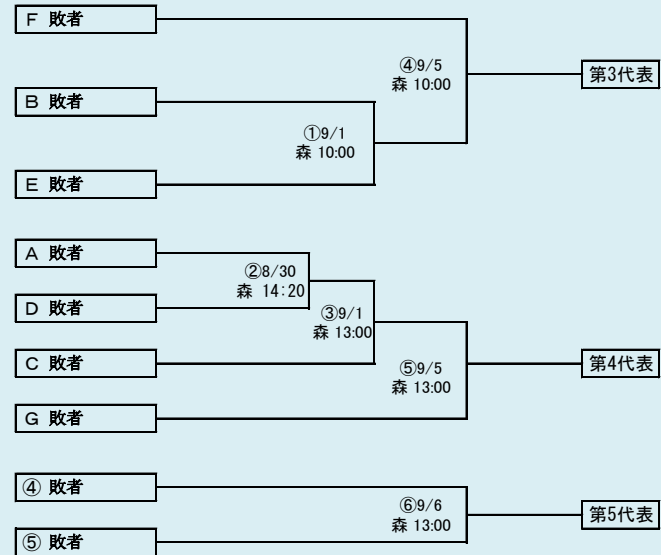 F 敗者
④9/5
森 10:00
第3代表
B 敗者
①9/1
森 10:00
E 敗者
A 敗者
②8/30
森 14:20
D 敗者
③9/1
森 13:00
C 敗者
⑤9/5
森 13:00
第4代表
G 敗者
④ 敗者
⑥9/6
森 13:00
第5代表
⑤ 敗者